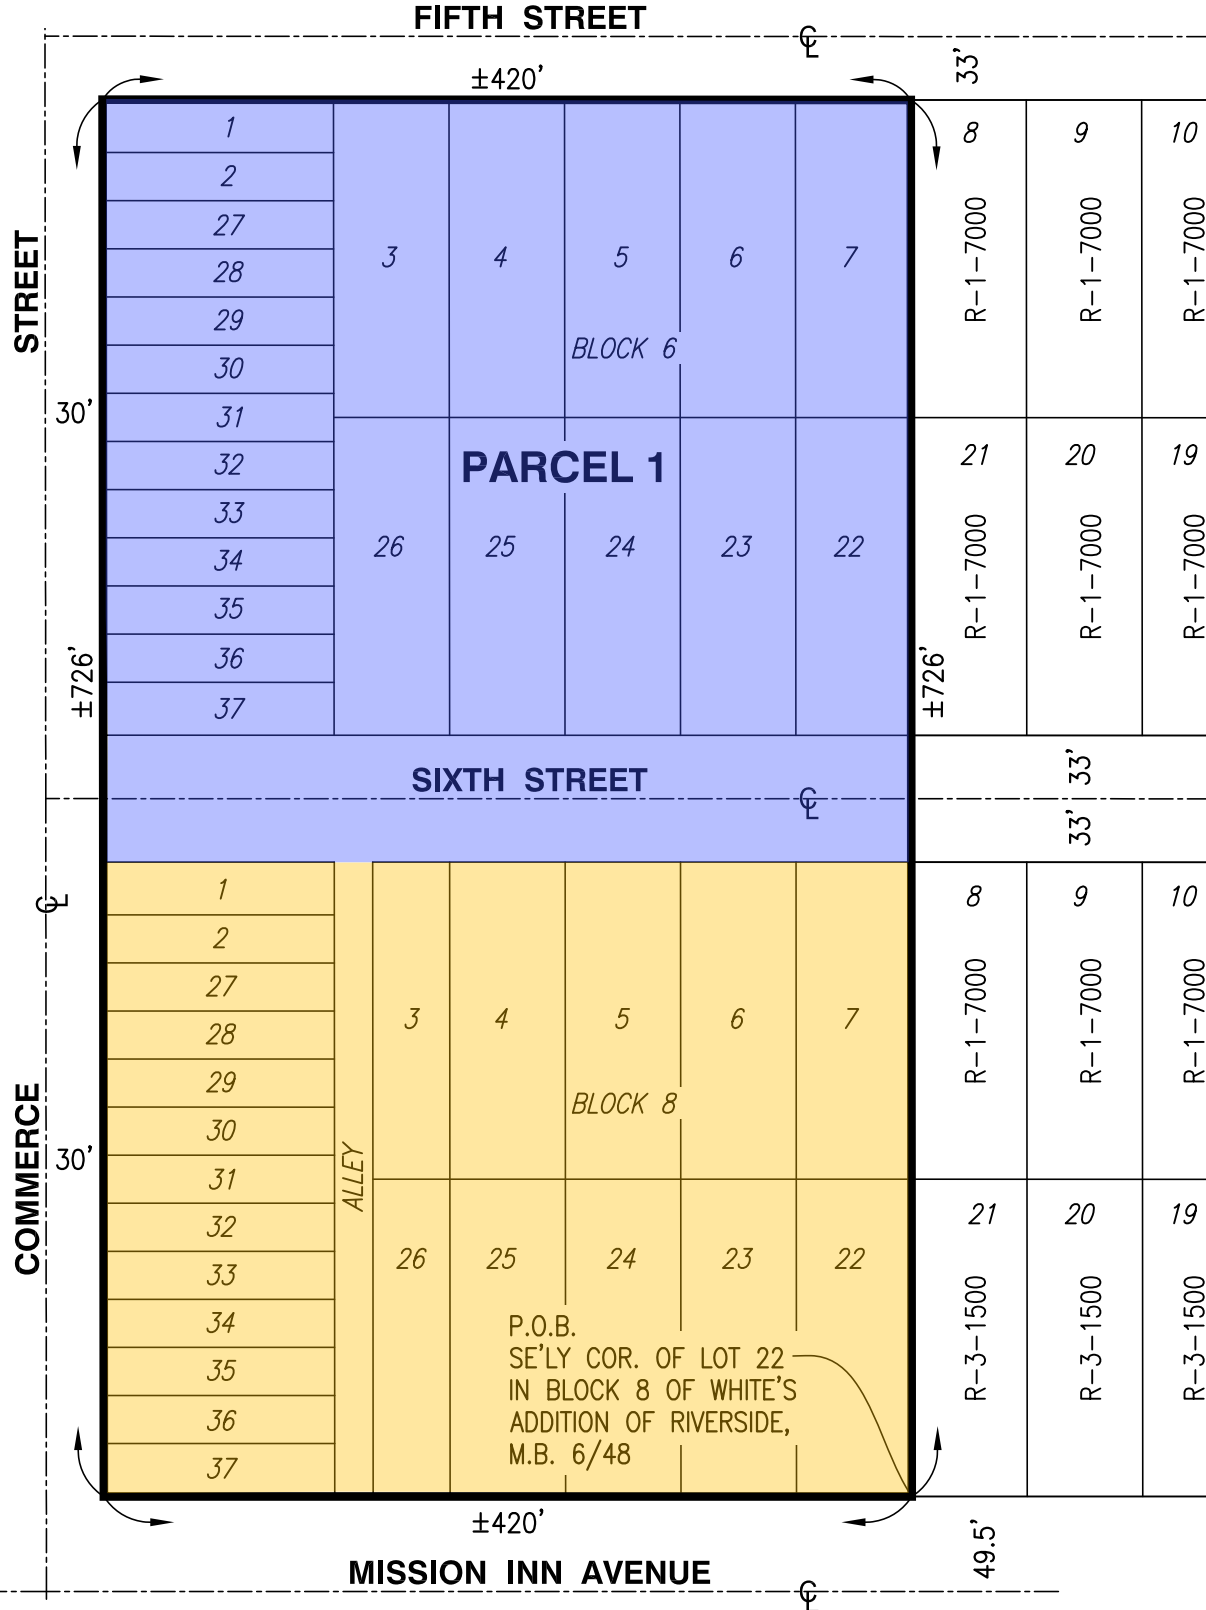 FIFTH STREET
℄
33'
±420'
1
8
9
10
2
27
28
29
30
31
32
33
34
35
36
37
3
4
5
6
7
BLOCK 6
R-1-7000
R-1-7000
R-1-7000
STREET
30'
PARCEL 1
26
25
24
23
22
21
20
19
R-1-7000
R-1-7000
R-1-7000
±726'
±726'
SIXTH STREET
℄
33'
33'
℄
1
2
27
28
29
30
31
32
33
34
35
36
37
ALLEY
3
4
5
6
7
BLOCK 8
8
9
10
R-1-7000
R-1-7000
R-1-7000
COMMERCE
30'
26
25
24
23
22
21
20
19
R-3-1500
R-3-1500
R-3-1500
P.O.B.
SE'LY COR. OF LOT 22
IN BLOCK 8 OF WHITE'S
ADDITION OF RIVERSIDE,
M.B. 6/48
±420'
49.5'
MISSION INN AVENUE
℄